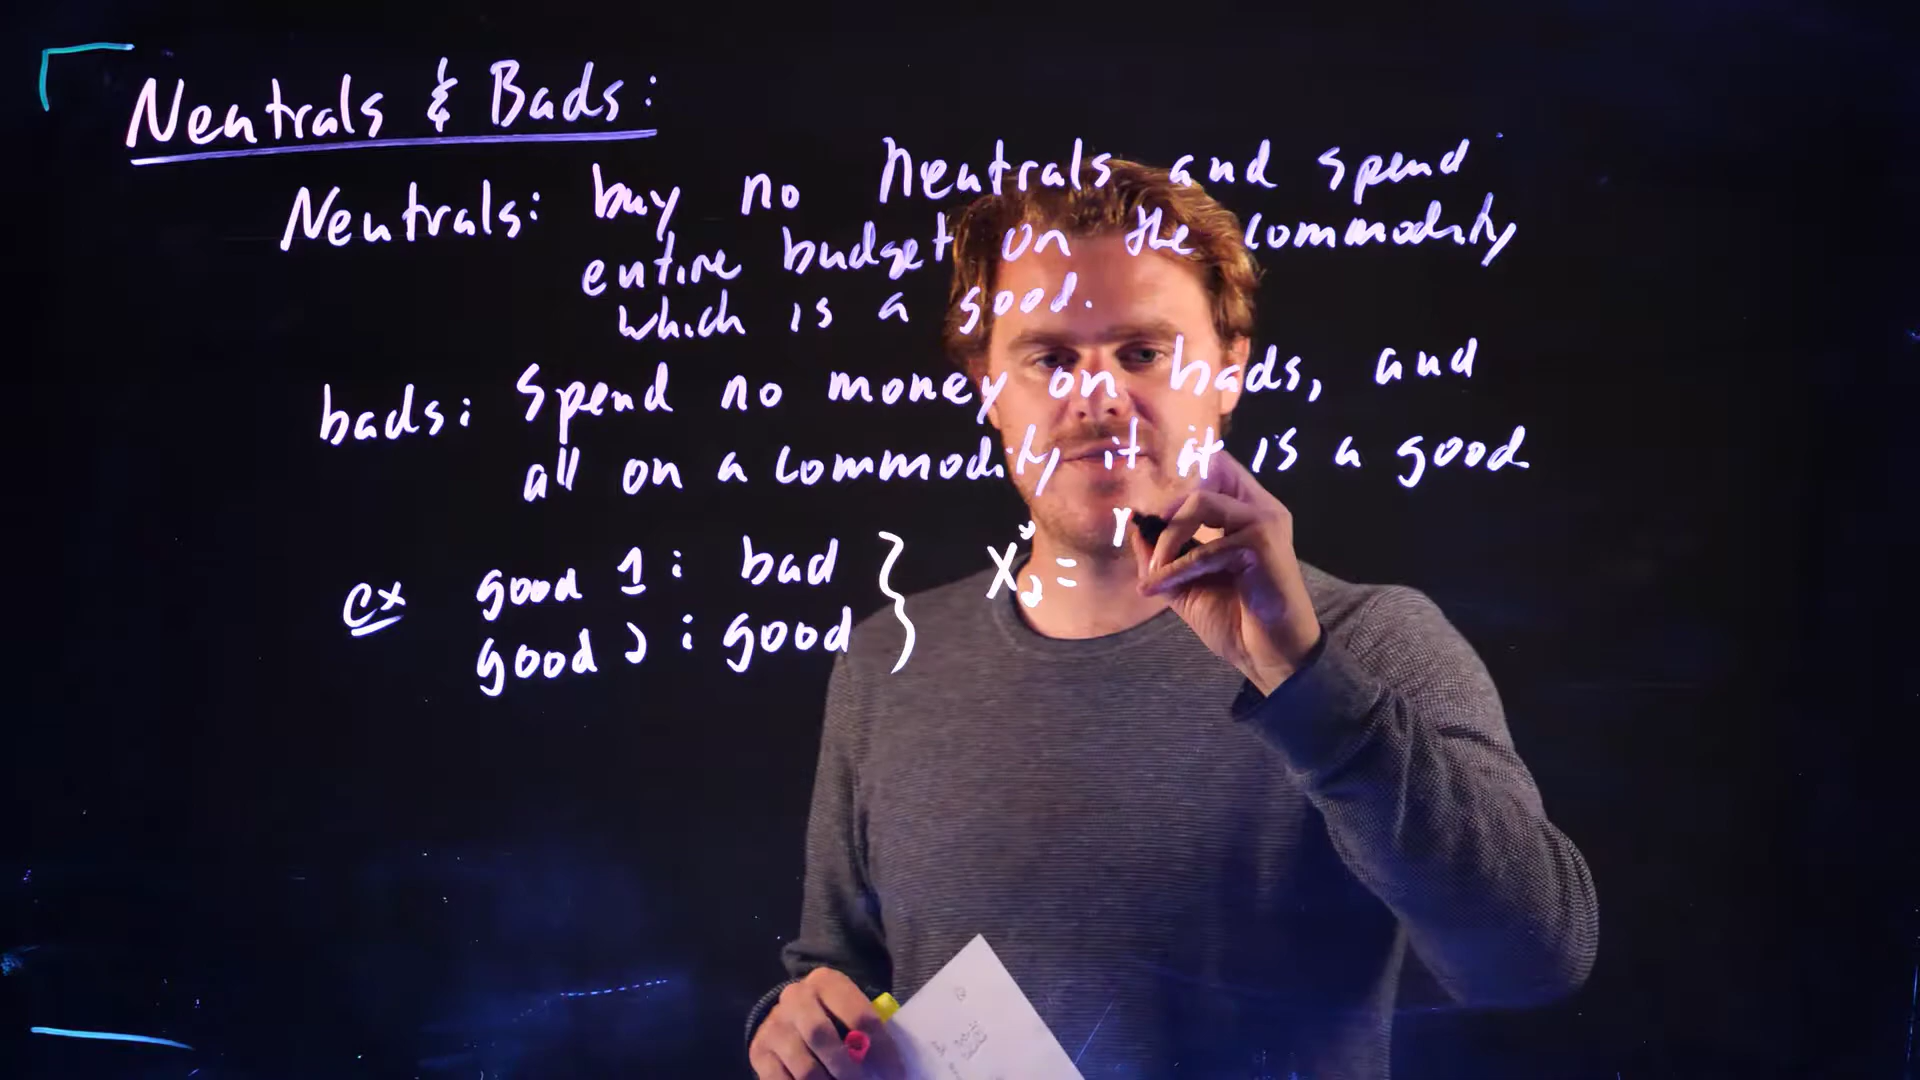 Neutrals & Bads:
Neutrals: buy no neutrals and spend
entire budget on the commodity
which is a good.
bads: Spend no money on bads, and
all on a commodity if it is a good
ex good 1: bad } X₂* =
good 2: good